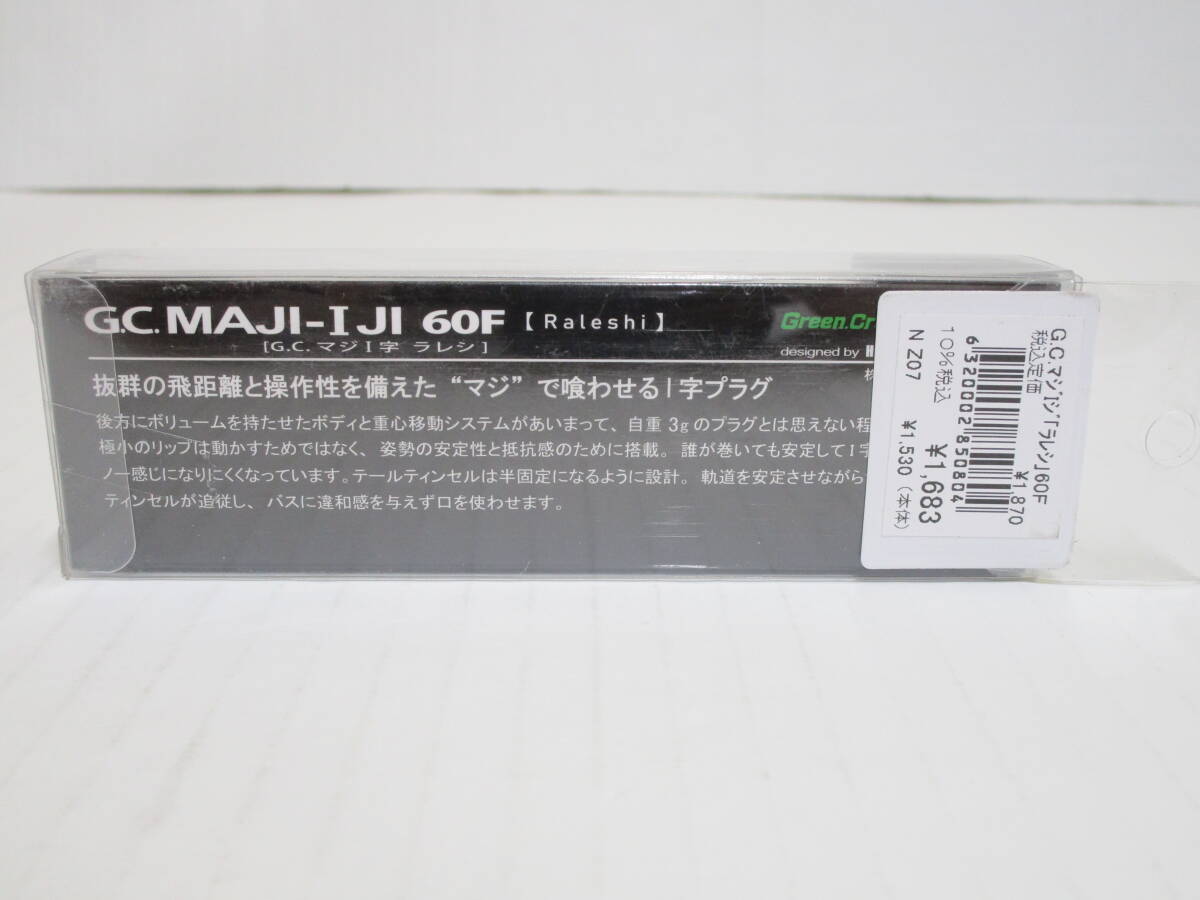 G.C.MAJI-I JI 60F 【Raleshi】
[G.C.マジI字 ラレシ]
Green.Cr
designed by
抜群の飛距離と操作性を備えた“マジ”で喰わせるI字プラグ
後方にボリュームを持たせたボディと重心移動システムがあいまって、自重3gのプラグとは思えない程
極小のリップは動かすためではなく、姿勢の安定性と抵抗感のために搭載。誰が巻いても安定してI字
ノー感じになりにくくなっています。テールティンセルは半固定になるように設計。軌道を安定させながら
ティンセルが追従し、バスに違和感を与えず口を使わせます。
G.Cマジ「ラレシ」60F
税込定価 ¥1,870
6320002850804
10%税込 ¥1,683
N Z07 ¥1,530(本体)